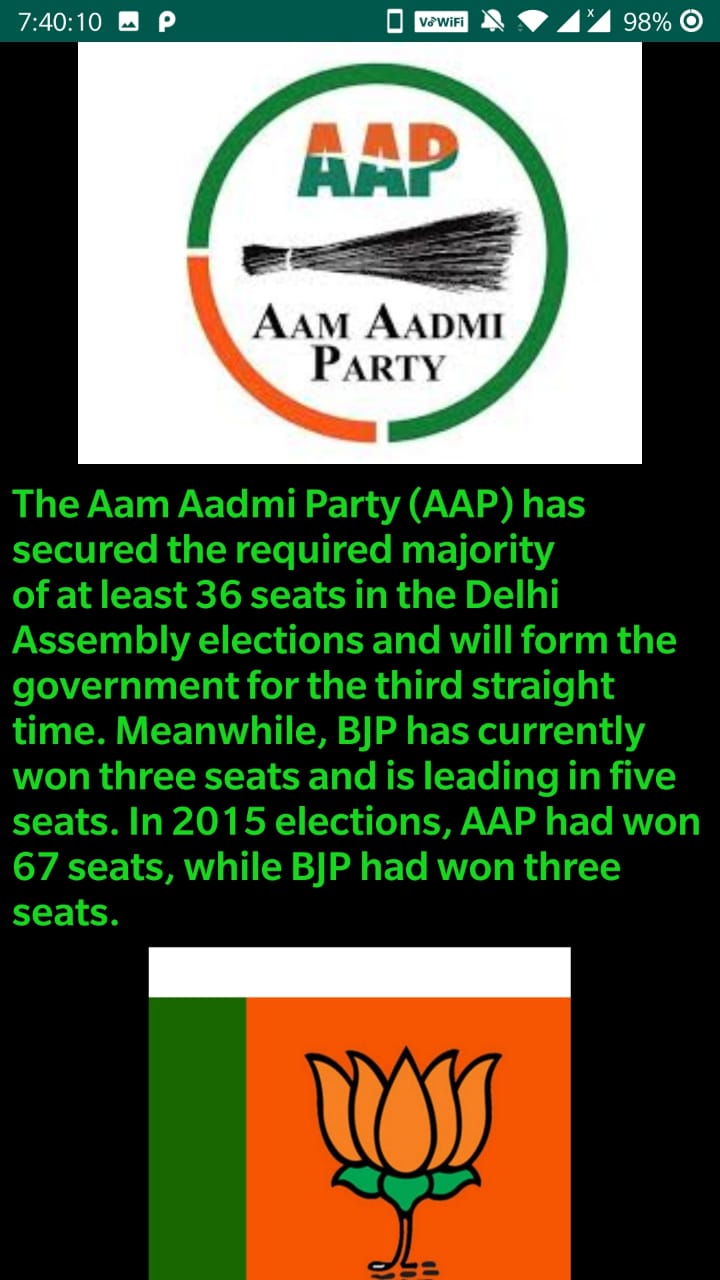 7:40:10
VoWiFi
x
98%
AAP
AAM AADMI
PARTY
The Aam Aadmi Party (AAP) has
secured the required majority
of at least 36 seats in the Delhi
Assembly elections and will form the
government for the third straight
time. Meanwhile, BJP has currently
won three seats and is leading in five
seats. In 2015 elections, AAP had won
67 seats, while BJP had won three
seats.